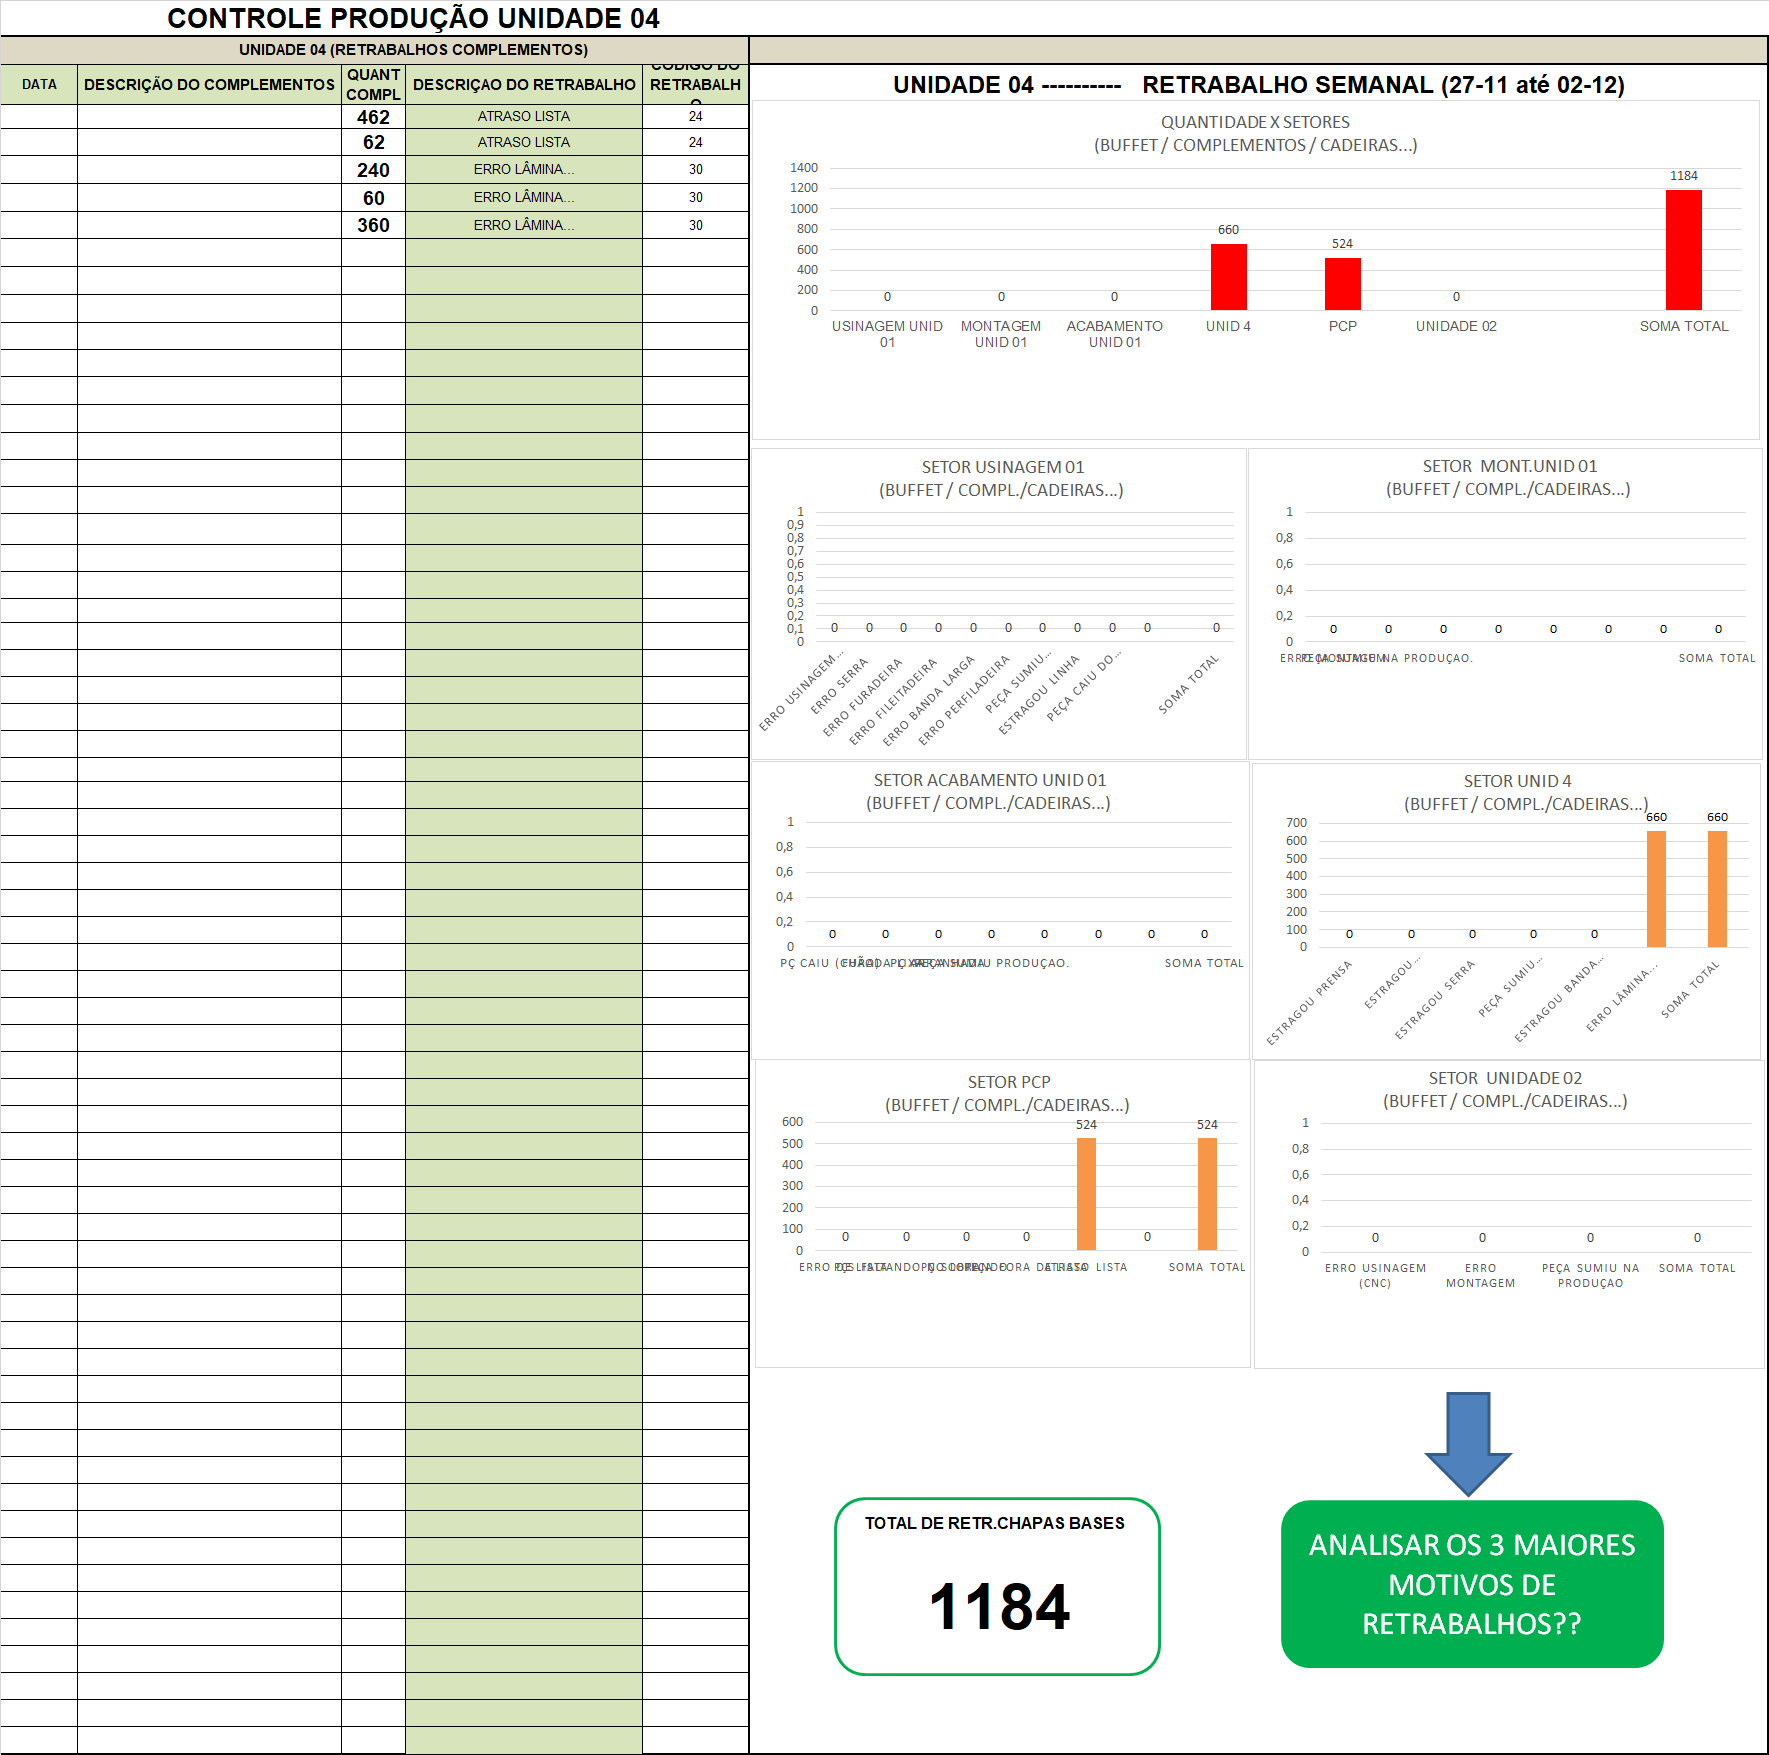 CONTROLE PRODUÇÃO UNIDADE 04
UNIDADE 04 (RETRABALHOS COMPLEMENTOS)
DATA
DESCRIÇÃO DO COMPLEMENTOS
QUANT
COMPL
DESCRIÇAO DO RETRABALHO
CODIGO DO
RETRABALH
O
462 ATRASO LISTA 24
62 ATRASO LISTA 24
240 ERRO LÂMINA... 30
60 ERRO LÂMINA... 30
360 ERRO LÂMINA... 30
UNIDADE 04 ---------- RETRABALHO SEMANAL (27-11 até 02-12)
QUANTIDADE X SETORES
(BUFFET / COMPLEMENTOS / CADEIRAS...)
1400
1200
1000
800
600
400
200
0
0 0 0 660 524 0 1184
USINAGEM UNID
01
MONTAGEM
UNID 01
ACABAMENTO
UNID 01
UNID 4
PCP
UNIDADE 02
SOMA TOTAL
SETOR USINAGEM 01
(BUFFET / COMPL./CADEIRAS...)
1
0,9
0,8
0,7
0,6
0,5
0,4
0,3
0,2
0,1
0
0 0 0 0 0 0 0 0 0 0 0
ERRO USINAGEM...
ERRO SERRA
ERRO FURADEIRA
ERRO FILEITADEIRA
ERRO BANDA LARGA
ERRO PERFILADEIRA
PEÇA SUMIU...
ESTRAGOU LINHA
PEÇA CAIU DO...
SOMA TOTAL
SETOR MONT.UNID 01
(BUFFET / COMPL./CADEIRAS...)
1
0,8
0,6
0,4
0,2
0
0 0 0 0 0 0 0 0
ERRO MONTAGEM
PEÇA SUMIU NA PRODUÇAO.
SOMA TOTAL
SETOR ACABAMENTO UNID 01
(BUFFET / COMPL./CADEIRAS...)
1
0,8
0,6
0,4
0,2
0
0 0 0 0 0 0 0 0
PÇ CAIU (CHÃO)
PEÇA SUMIU PRODUÇAO.
SOMA TOTAL
SETOR UNID 4
(BUFFET / COMPL./CADEIRAS...)
700
600
500
400
300
200
100
0
0 0 0 0 0 660 660
ESTRAGOU PRENSA
ESTRAGOU...
ESTRAGOU SERRA
PEÇA SUMIU...
ESTRAGOU BANDA...
ERRO LÂMINA...
SOMA TOTAL
SETOR PCP
(BUFFET / COMPL./CADEIRAS...)
600
500
400
300
200
100
0
0 0 0 0 524 0 524
ERRO DE LISTA
ATRASO LISTA
SOMA TOTAL
SETOR UNIDADE 02
(BUFFET / COMPL./CADEIRAS...)
1
0,8
0,6
0,4
0,2
0
0 0 0 0
ERRO USINAGEM
(CNC)
ERRO
MONTAGEM
PEÇA SUMIU NA
PRODUÇAO
SOMA TOTAL
TOTAL DE RETR.CHAPAS BASES
1184
ANALISAR OS 3 MAIORES
MOTIVOS DE
RETRABALHOS??